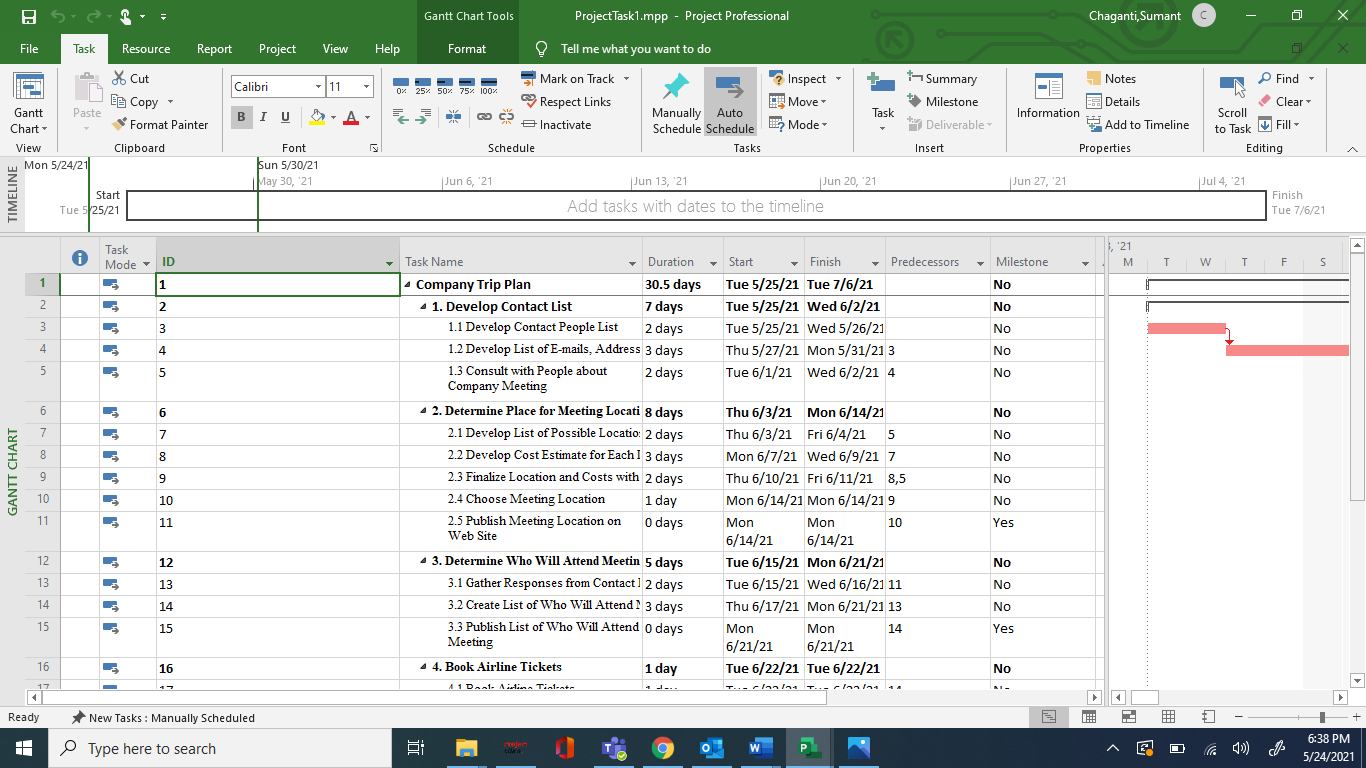 Gantt Chart Tools
ProjectTask1.mpp - Project Professional
Chaganti,Sumant
C
File Task Resource Report Project View Help Format Tell me what you want to do
Gantt Chart
View
Paste
Cut
Copy
Format Painter
Clipboard
Calibri 11
B I U A
Font
0% 25% 50% 75% 100%
Mark on Track
Respect Links
Inactivate
Schedule
Manually Schedule
Auto Schedule
Inspect
Move
Mode
Tasks
Task
Summary
Milestone
Deliverable
Insert
Information
Notes
Details
Add to Timeline
Properties
Scroll to Task
Find
Clear
Fill
Editing
TIMELINE
Mon 5/24/21 Sun 5/30/21
May 30, '21 Jun 6, '21 Jun 13, '21 Jun 20, '21 Jun 27, '21 Jul 4, '21
Start
Tue 5/25/21
Add tasks with dates to the timeline
Finish
Tue 7/6/21
GANTT CHART
Task Mode ID Task Name Duration Start Finish Predecessors Milestone
'21
M T W T F S
1 1 Company Trip Plan 30.5 days Tue 5/25/21 Tue 7/6/21 No
2 2 1. Develop Contact List 7 days Tue 5/25/21 Wed 6/2/21 No
3 3 1.1 Develop Contact People List 2 days Tue 5/25/21 Wed 5/26/21 No
4 4 1.2 Develop List of E-mails, Address 3 days Thu 5/27/21 Mon 5/31/21 3 No
5 5 1.3 Consult with People about Company Meeting 2 days Tue 6/1/21 Wed 6/2/21 4 No
6 6 2. Determine Place for Meeting Locati 8 days Thu 6/3/21 Mon 6/14/21 No
7 7 2.1 Develop List of Possible Locatio 2 days Thu 6/3/21 Fri 6/4/21 5 No
8 8 2.2 Develop Cost Estimate for Each 3 days Mon 6/7/21 Wed 6/9/21 7 No
9 9 2.3 Finalize Location and Costs with 2 days Thu 6/10/21 Fri 6/11/21 8,5 No
10 10 2.4 Choose Meeting Location 1 day Mon 6/14/21 Mon 6/14/21 9 No
11 11 2.5 Publish Meeting Location on Web Site 0 days Mon 6/14/21 Mon 6/14/21 10 Yes
12 12 3. Determine Who Will Attend Meetin 5 days Tue 6/15/21 Mon 6/21/21 No
13 13 3.1 Gather Responses from Contact 2 days Tue 6/15/21 Wed 6/16/21 11 No
14 14 3.2 Create List of Who Will Attend 3 days Thu 6/17/21 Mon 6/21/21 13 No
15 15 3.3 Publish List of Who Will Attend Meeting 0 days Mon 6/21/21 Mon 6/21/21 14 Yes
16 16 4. Book Airline Tickets 1 day Tue 6/22/21 Tue 6/22/21 No
17 17 4.1 Book Airline Tickets 1 day Tue 6/22/21 Tue 6/22/21 14 No
Ready New Tasks : Manually Scheduled
Type here to search
6:38 PM
5/24/2021